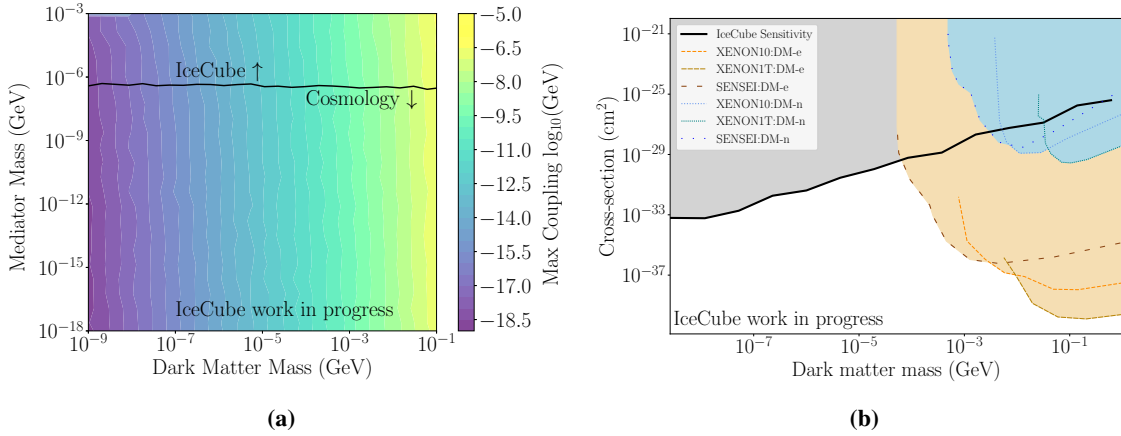 10⁻³
10⁻⁶
10⁻⁹
10⁻¹²
10⁻¹⁵
10⁻¹⁸
Mediator Mass (GeV)
IceCube ↑
Cosmology ↓
IceCube work in progress
10⁻⁹
10⁻⁷
10⁻⁵
10⁻³
10⁻¹
Dark Matter Mass (GeV)
−5.0
−6.5
−8.0
−9.5
−11.0
−12.5
−14.0
−15.5
−17.0
−18.5
Max Coupling log₁₀(GeV)
(a)
10⁻²¹
10⁻²⁵
10⁻²⁹
10⁻³³
10⁻³⁷
Cross-section (cm²)
IceCube Sensitivity
XENON10:DM-e
XENON1T:DM-e
SENSEI:DM-e
XENON10:DM-n
XENON1T:DM-n
SENSEI:DM-n
IceCube work in progress
10⁻⁷
10⁻⁵
10⁻³
10⁻¹
Dark matter mass (GeV)
(b)